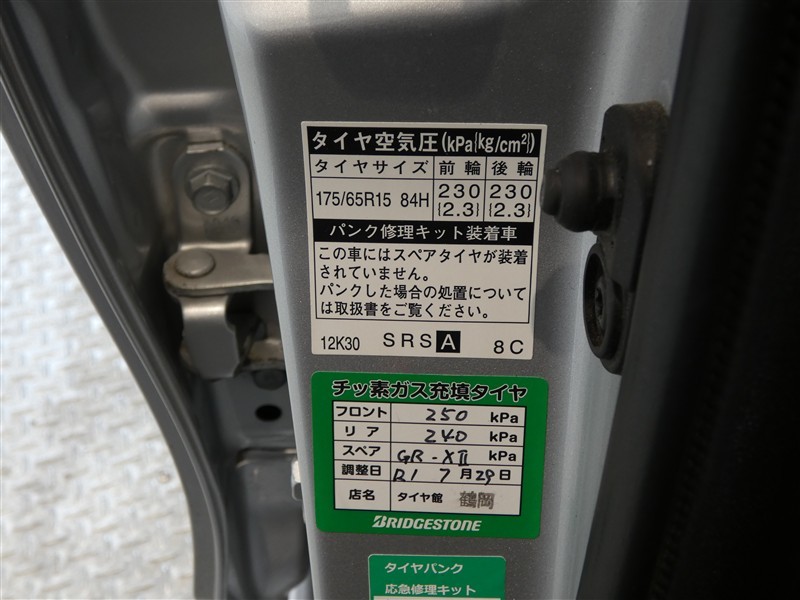 タイヤ空気圧(kPa{kg/cm²})
タイヤサイズ 前輪 後輪
175/65R15 84H 230 {2.3} 230 {2.3}
パンク修理キット装着車
この車にはスペアタイヤが装着
されていません。
パンクした場合の処置については
は取扱書をご覧ください。
12K30 SRS A 8C
チッ素ガス充填タイヤ
フロント 250 kPa
リア 240 kPa
スペア GR-XII kPa
調整日 R1 7月29日
店名 タイヤ館 鶴岡
BRIDGESTONE
タイヤパンク
応急修理キット